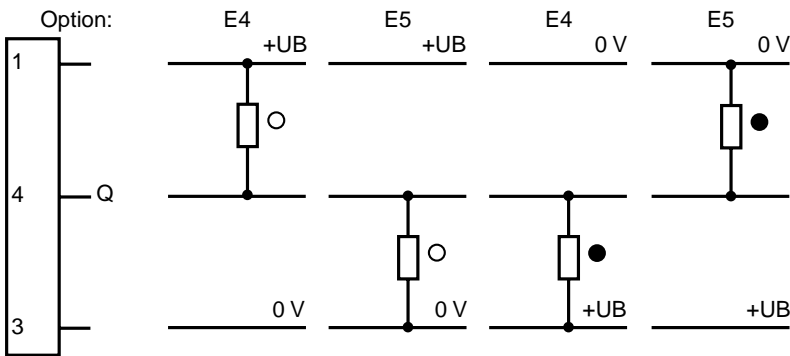 Option: E4 E5 E4 E5
+UB +UB 0 V 0 V
1
4 Q
0 V 0 V +UB +UB
3